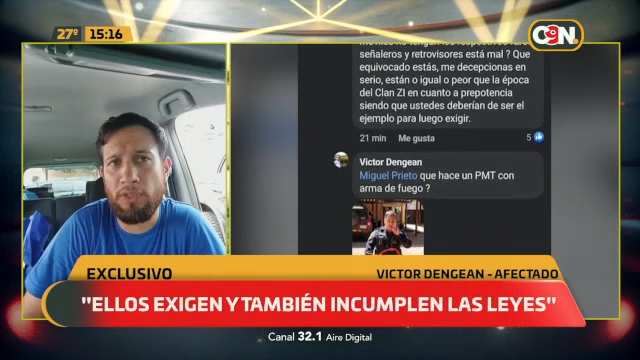 27º 15:16
C9N
señaleros y retrovisores está mal ? Que
equivocado estás, me decepcionas en
serio, están o igual o peor que la época
del Clan ZI en cuanto a prepotencia
siendo que ustedes deberían de ser el
ejemplo para luego exigir.
21 min Me gusta 5
Victor Dengean
Miguel Prieto que hace un PMT con
arma de fuego ?
EXCLUSIVO
VICTOR DENGEAN - AFECTADO
"ELLOS EXIGEN Y TAMBIÉN INCUMPLEN LAS LEYES"
Canal 32.1 Aire Digital